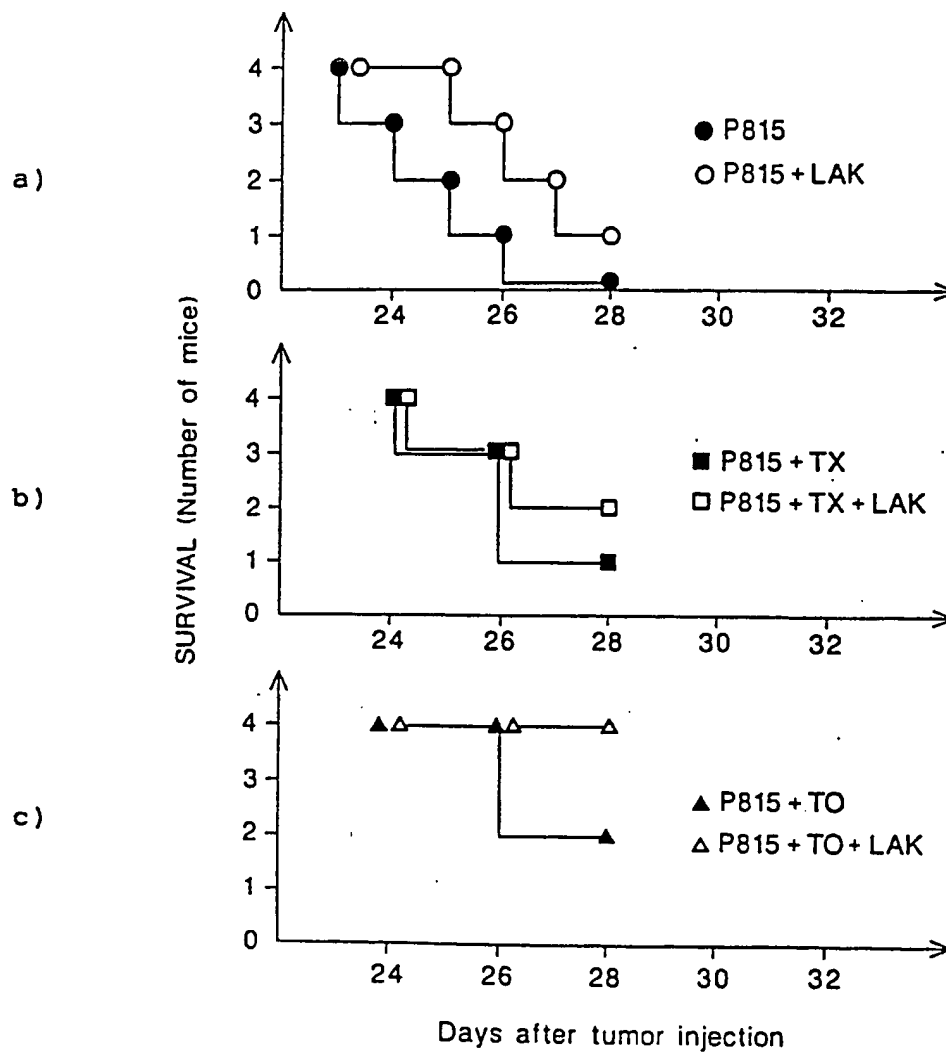 a)
4
3
2
1
0
24 26 28 30 32
● P815
○ P815 + LAK
b)
4
3
2
1
0
24 26 28 30 32
■ P815 + TX
□ P815 + TX + LAK
c)
4
3
2
1
0
24 26 28 30 32
▲ P815 + TO
△ P815 + TO + LAK
SURVIVAL (Number of mice)
Days after tumor injection